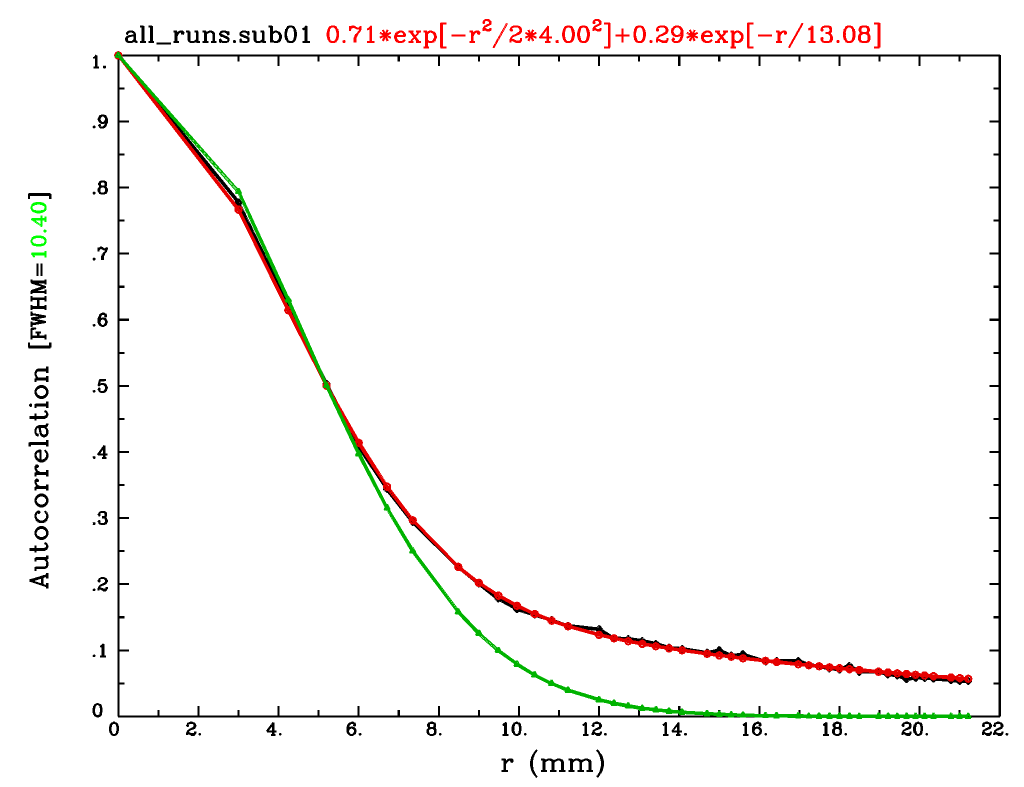 all_runs.sub01 0.71*exp[-r²/2*4.00²]+0.29*exp[-r/13.08]
1.
.9
.8
.7
.6
.5
.4
.3
.2
.1
0
Autocorrelation [FWHM=10.40]
0 2. 4. 6. 8. 10. 12. 14. 16. 18. 20. 22.
r (mm)